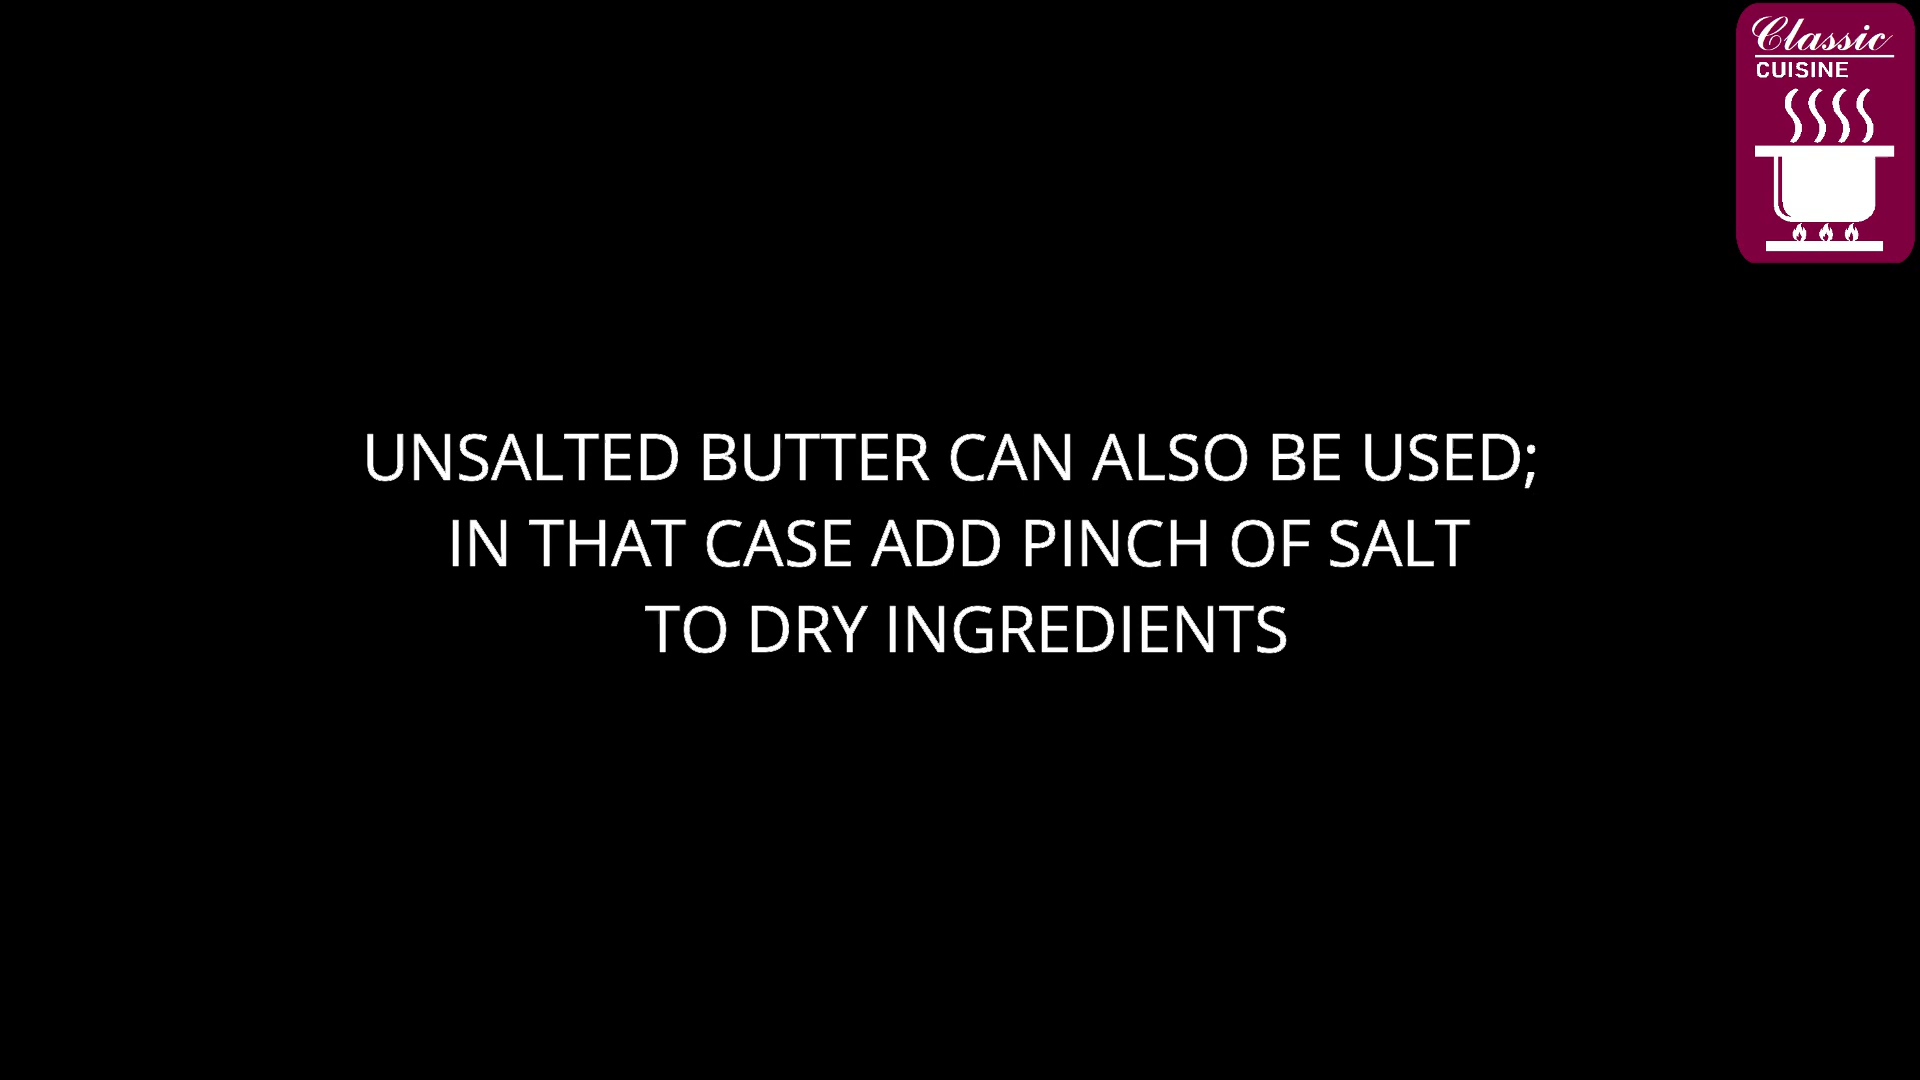 Classic
CUISINE
UNSALTED BUTTER CAN ALSO BE USED;
IN THAT CASE ADD PINCH OF SALT
TO DRY INGREDIENTS